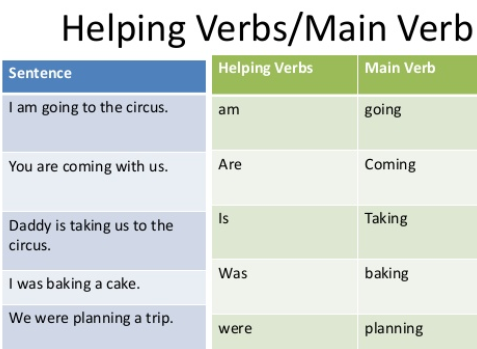 Helping Verbs/Main Verb
Sentence
Helping Verbs Main Verb
I am going to the circus.
am going
You are coming with us.
Are Coming
Daddy is taking us to the
circus.
Is Taking
I was baking a cake.
Was baking
We were planning a trip.
were planning